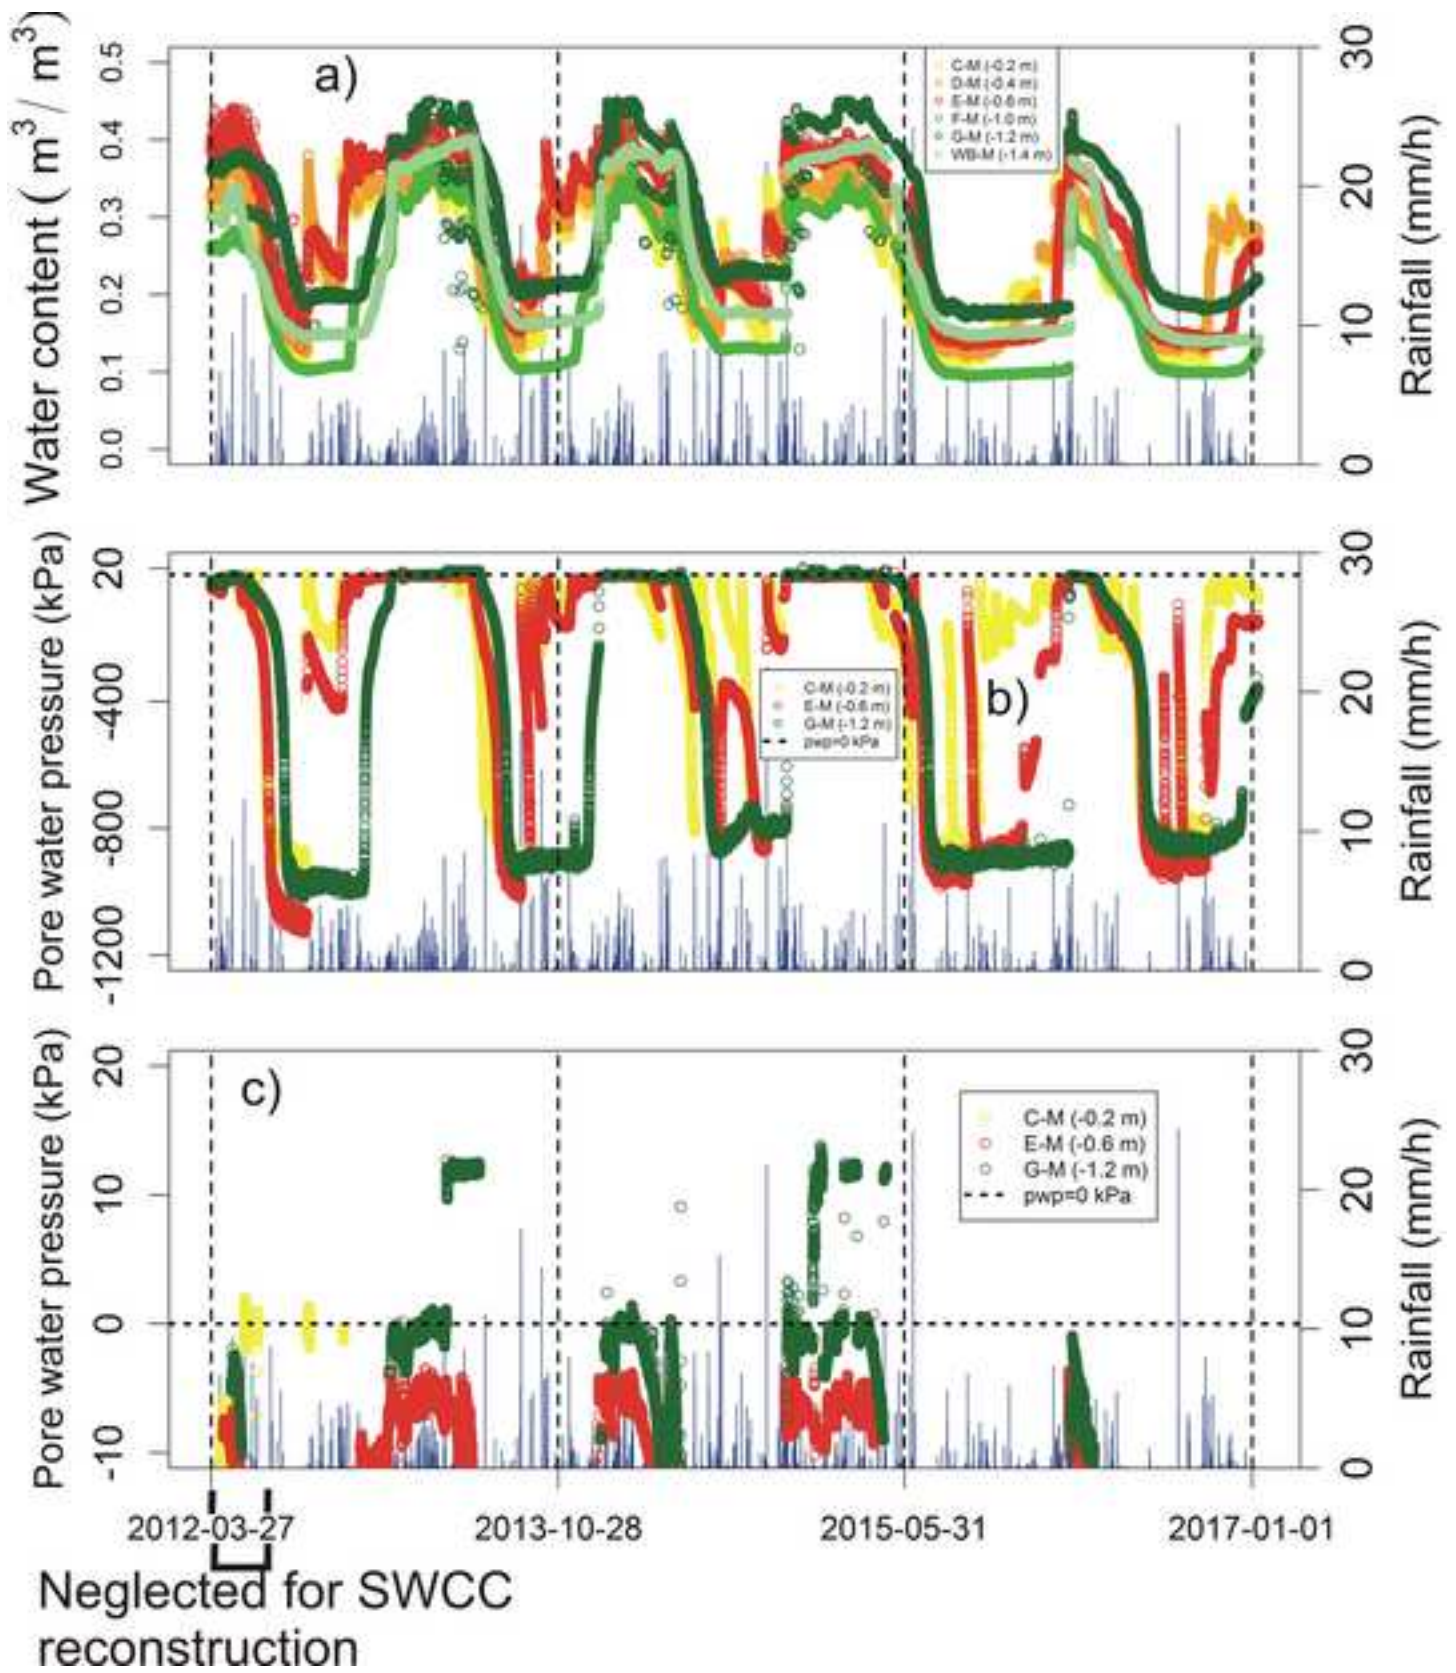 Water content ( m³ / m³)
0.0 0.1 0.2 0.3 0.4 0.5
a)
C-M (-0.2 m)
D-M (-0.4 m)
E-M (-0.6 m)
F-M (-1.0 m)
G-M (-1.2 m)
WB-M (-1.4 m)
0 10 20 30
Rainfall (mm/h)
Pore water pressure (kPa)
-1200 -800 -400 20
b)
C-M (-0.2 m)
E-M (-0.6 m)
G-M (-1.2 m)
pwp=0 kPa
0 10 20 30
Rainfall (mm/h)
Pore water pressure (kPa)
-10 0 10 20
c)
C-M (-0.2 m)
E-M (-0.6 m)
G-M (-1.2 m)
pwp=0 kPa
0 10 20 30
Rainfall (mm/h)
2012-03-27 2013-10-28 2015-05-31 2017-01-01
Neglected for SWCC
reconstruction